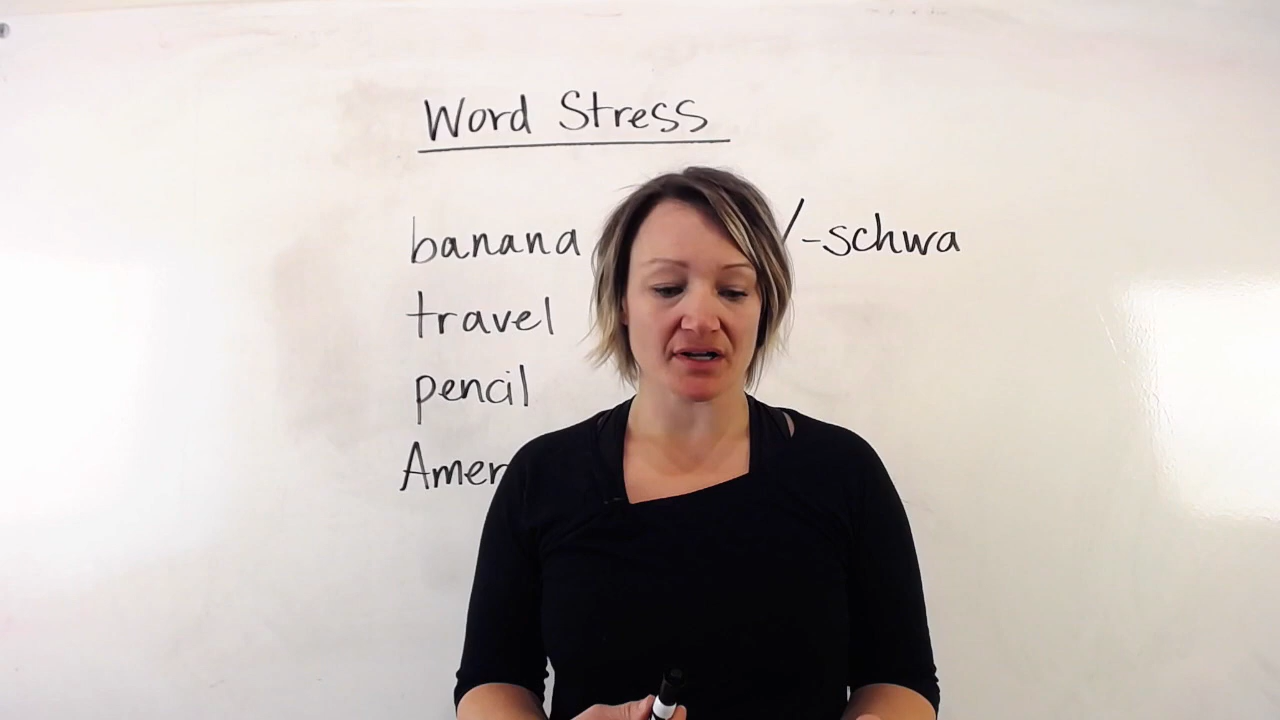 Word Stress
banana /-schwa
travel
pencil
Amer